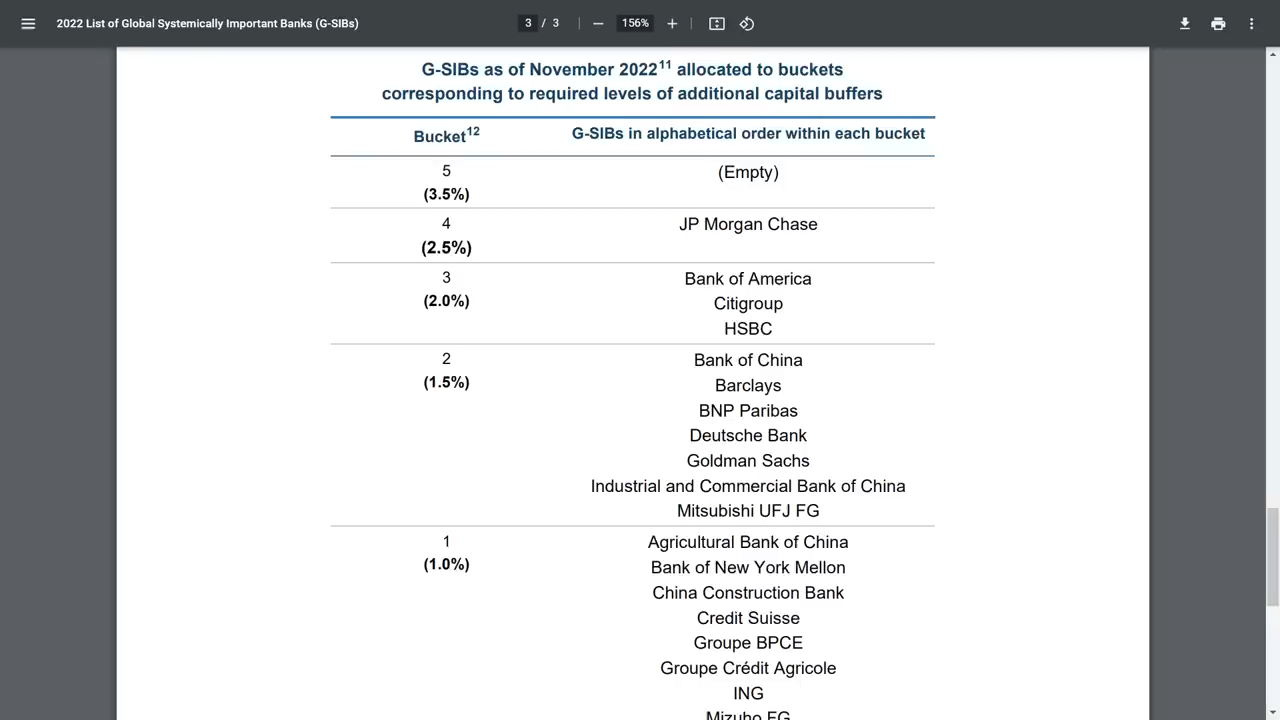 2022 List of Global Systemically Important Banks (G-SIBs)
3 / 3
156%
G-SIBs as of November 2022¹¹ allocated to buckets
corresponding to required levels of additional capital buffers
Bucket¹² G-SIBs in alphabetical order within each bucket
5 (Empty)
(3.5%)
4 JP Morgan Chase
(2.5%)
3 Bank of America
(2.0%) Citigroup
HSBC
2 Bank of China
(1.5%) Barclays
BNP Paribas
Deutsche Bank
Goldman Sachs
Industrial and Commercial Bank of China
Mitsubishi UFJ FG
1 Agricultural Bank of China
(1.0%) Bank of New York Mellon
China Construction Bank
Credit Suisse
Groupe BPCE
Groupe Crédit Agricole
ING
Mizuho FG